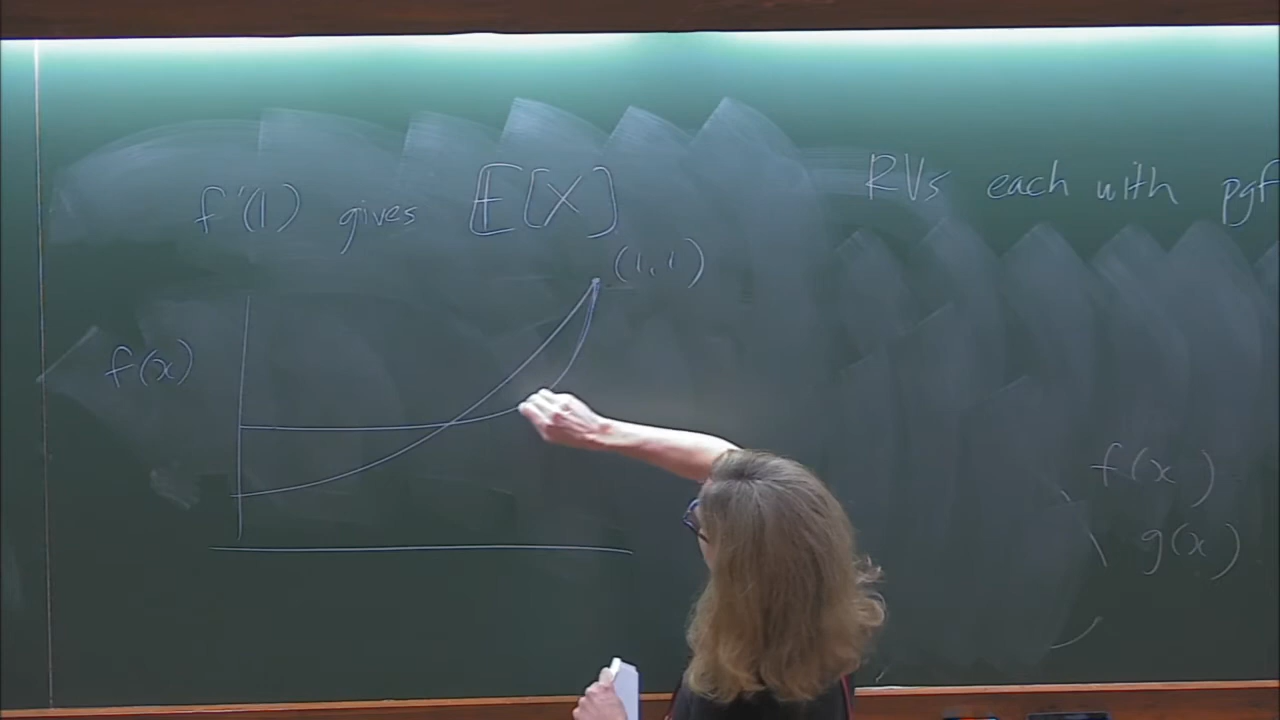 f'(1) gives E[X]
(1,1)
f(x)
RVs each with pgf
f(x)
g(x)